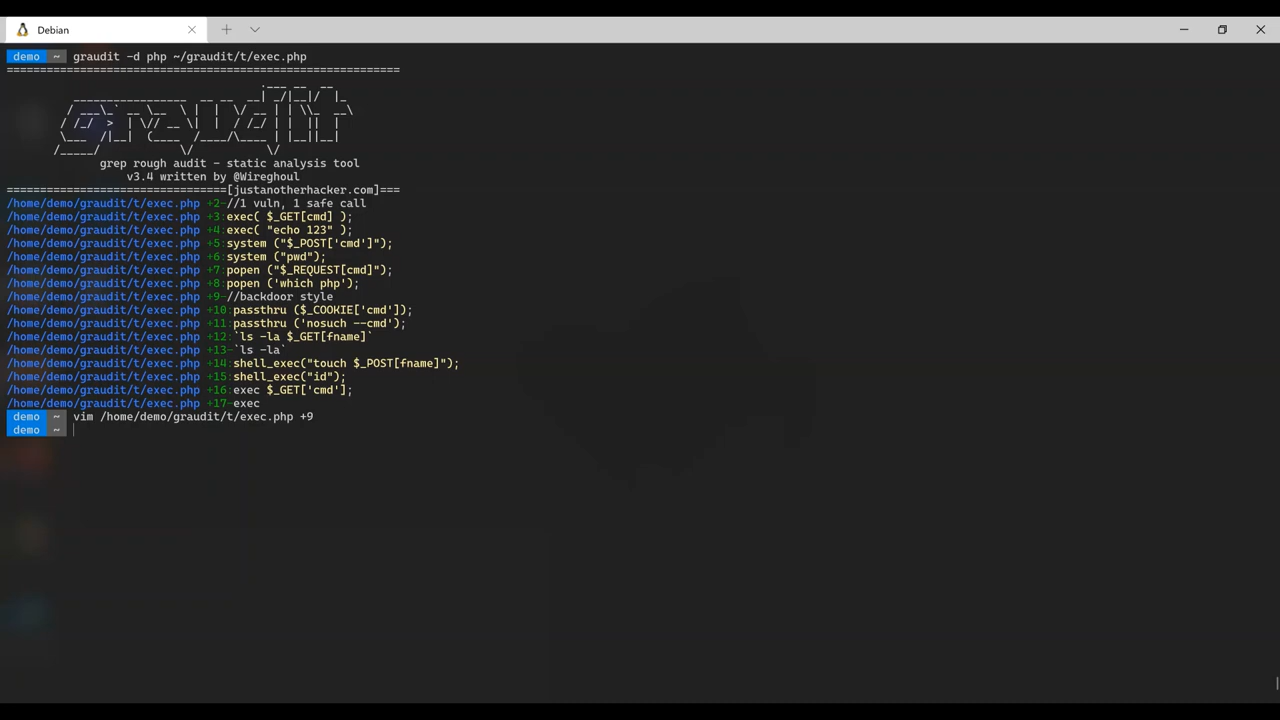 Debian
demo ~ graudit -d php ~/graudit/t/exec.php
===========================================================
graudit
grep rough audit - static analysis tool
v3.4 written by @Wireghoul
=================================[justanotherhacker.com]===
/home/demo/graudit/t/exec.php +2-//1 vuln, 1 safe call
/home/demo/graudit/t/exec.php +3:exec( $_GET[cmd] );
/home/demo/graudit/t/exec.php +4:exec( "echo 123" );
/home/demo/graudit/t/exec.php +5:system ("$_POST['cmd']");
/home/demo/graudit/t/exec.php +6:system ("pwd");
/home/demo/graudit/t/exec.php +7:popen ("$_REQUEST[cmd]");
/home/demo/graudit/t/exec.php +8:popen ('which php');
/home/demo/graudit/t/exec.php +9-//backdoor style
/home/demo/graudit/t/exec.php +10:passthru ($_COOKIE['cmd']);
/home/demo/graudit/t/exec.php +11:passthru ('nosuch --cmd');
/home/demo/graudit/t/exec.php +12:`ls -la $_GET[fname]`
/home/demo/graudit/t/exec.php +13-`ls -la`
/home/demo/graudit/t/exec.php +14:shell_exec("touch $_POST[fname]");
/home/demo/graudit/t/exec.php +15:shell_exec("id");
/home/demo/graudit/t/exec.php +16:exec $_GET['cmd'];
/home/demo/graudit/t/exec.php +17-exec
demo ~ vim /home/demo/graudit/t/exec.php +9
demo ~